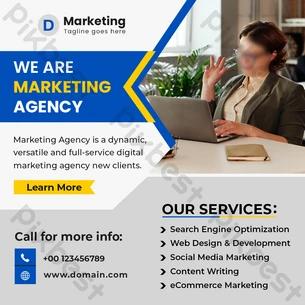 Marketing
Tagline goes here
WE ARE
MARKETING
AGENCY
Marketing Agency is a dynamic,
versatile and full-service digital
marketing agency new clients.
Learn More
OUR SERVICES:
Search Engine Optimization
Web Design & Development
Social Media Marketing
Content Writing
eCommerce Marketing
Call for more info:
+00 123456789
www.domain.com
pikbest